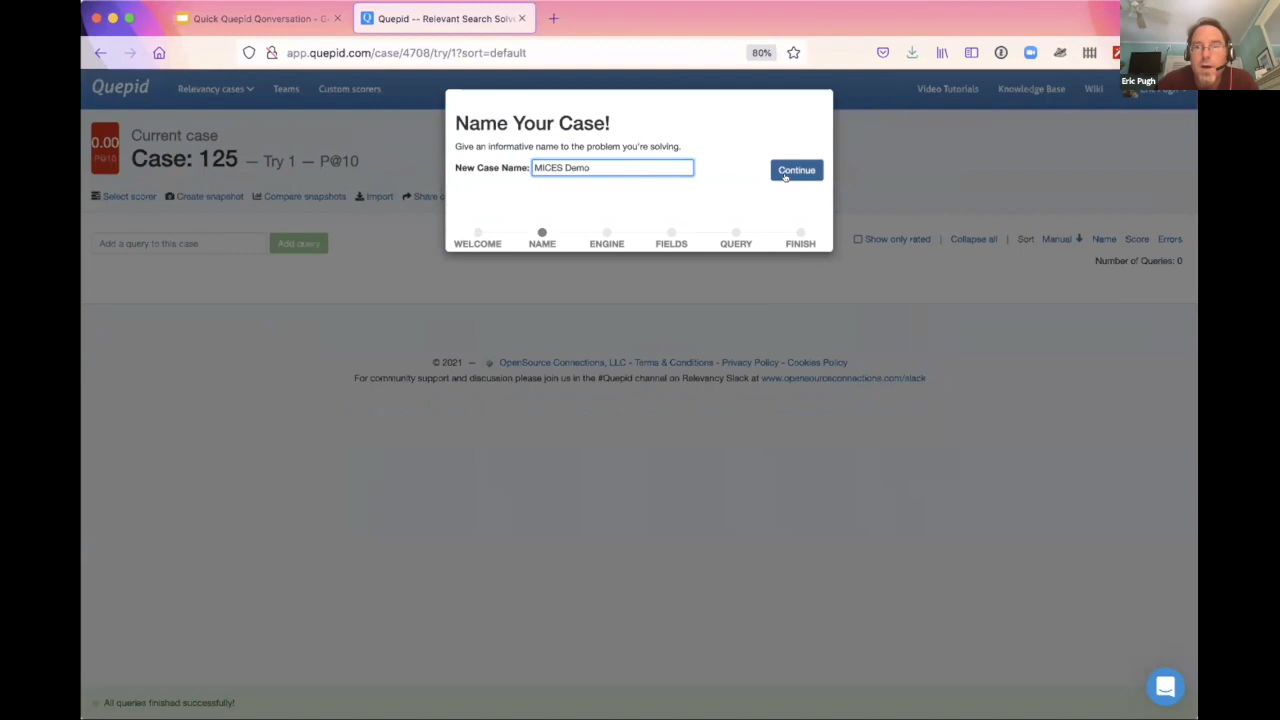 Quick Quepid Qonversation - G
Quepid -- Relevant Search Solv
app.quepid.com/case/4708/try/1?sort=default
80%
Eric Pugh
Quepid
Relevancy cases
Teams
Custom scorers
Video Tutorials
Knowledge Base
Wiki
Name Your Case!
Give an informative name to the problem you're solving.
New Case Name:
MICES Demo
Continue
WELCOME
NAME
ENGINE
FIELDS
QUERY
FINISH
0.00
P@10
Current case
Case: 125 — Try 1 — P@10
Select scorer
Create snapshot
Compare snapshots
Import
Share
Add a query to this case
Add query
Show only rated
Collapse all
Sort
Manual
Name
Score
Errors
Number of Queries: 0
© 2021 — OpenSource Connections, LLC - Terms & Conditions - Privacy Policy - Cookies Policy
For community support and discussion please join us in the #Quepid channel on Relevancy Slack at www.opensourceconnections.com/slack
All queries finished successfully!